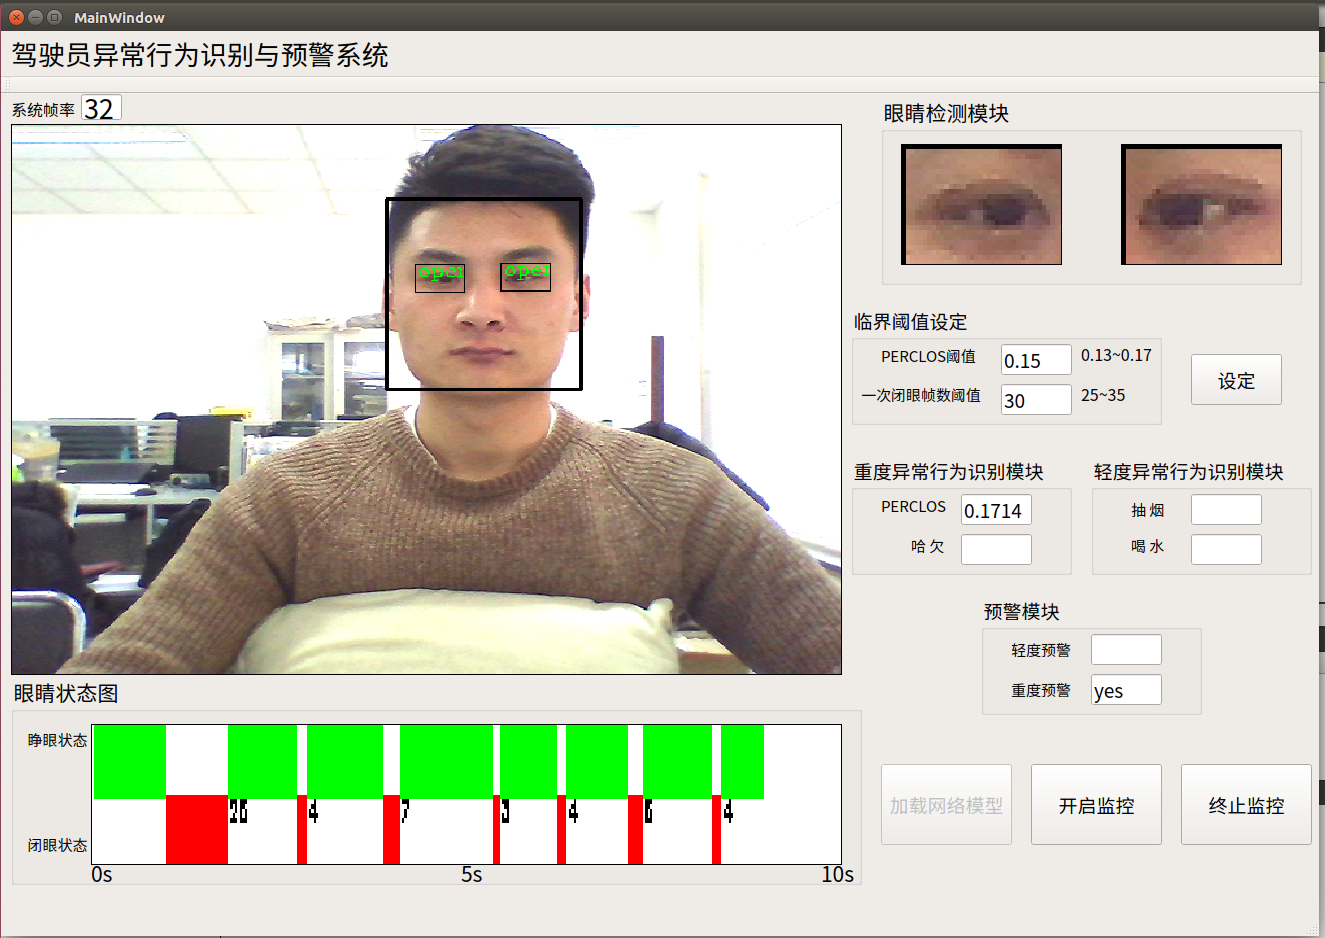 MainWindow
驾驶员异常行为识别与预警系统
系统帧率 32
眼睛检测模块
open open
临界阈值设定
PERCLOS阈值 0.15 0.13~0.17
一次闭眼帧数阈值 30 25~35
设定
重度异常行为识别模块
PERCLOS 0.1714
哈 欠
轻度异常行为识别模块
抽 烟
喝 水
预警模块
轻度预警
重度预警 yes
眼睛状态图
睁眼状态
4 7 3 4 6 4
闭眼状态
0s 5s 10s
加载网络模型 开启监控 终止监控